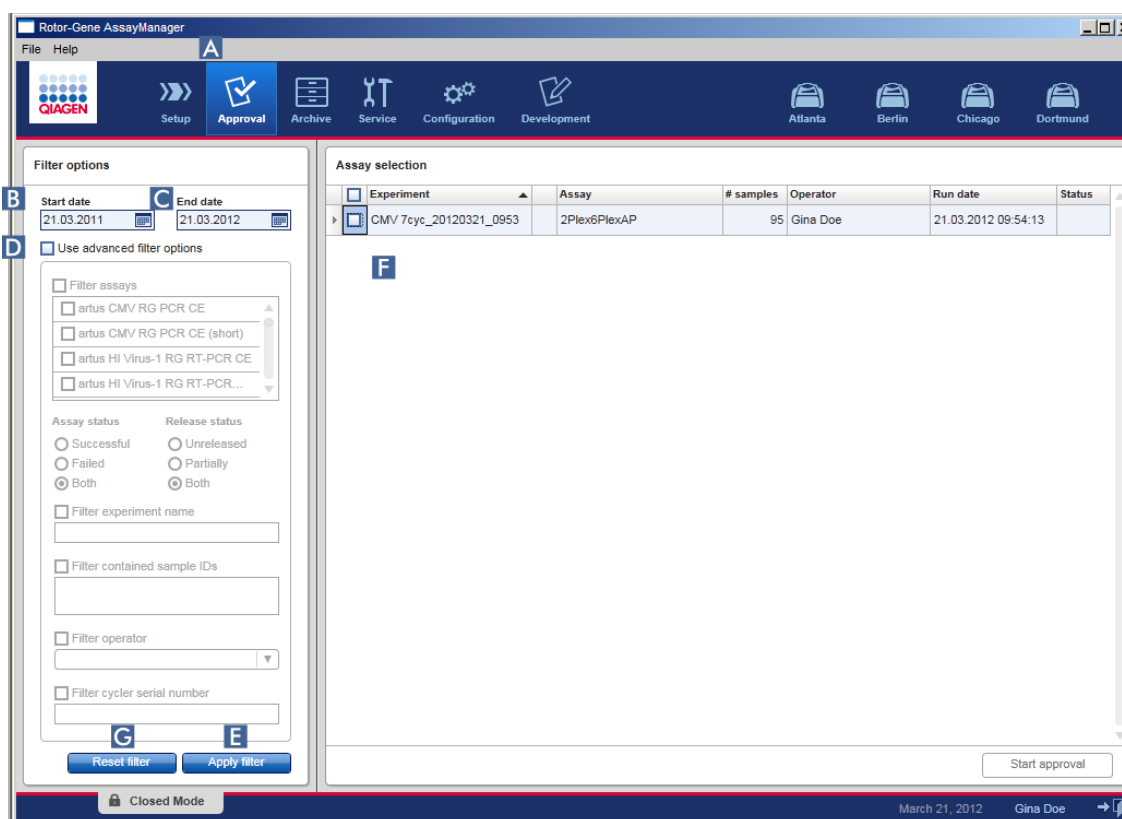 Rotor-Gene AssayManager
File Help
A
QIAGEN
Setup Approval Archive Service Configuration Development Atlanta Berlin Chicago Dortmund
Filter options
B Start date C End date
21.03.2011 21.03.2012
D Use advanced filter options
Filter assays
artus CMV RG PCR CE
artus CMV RG PCR CE (short)
artus HI Virus-1 RG RT-PCR CE
artus HI Virus-1 RG RT-PCR...
Assay status Release status
Successful Unreleased
Failed Partially
Both Both
Filter experiment name
Filter contained sample IDs
Filter operator
Filter cycler serial number
G E
Reset filter Apply filter
Assay selection
Experiment Assay # samples Operator Run date Status
CMV 7cyc_20120321_0953 2Plex6PlexAP 95 Gina Doe 21.03.2012 09:54:13
F
Start approval
Closed Mode
March 21, 2012 Gina Doe